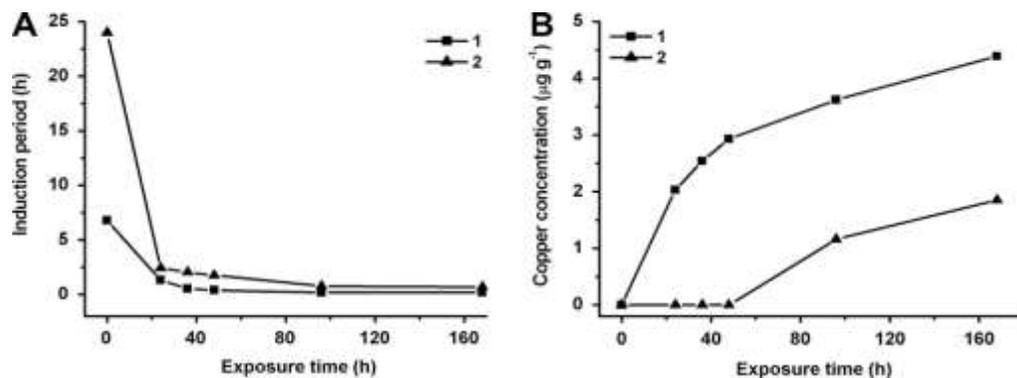 A
25
20
15
10
5
0
Induction period (h)
1
2
0 40 80 120 160
Exposure time (h)
B
5
4
3
2
1
0
Copper concentration (µg g⁻¹)
1
2
0 40 80 120 160
Exposure time (h)